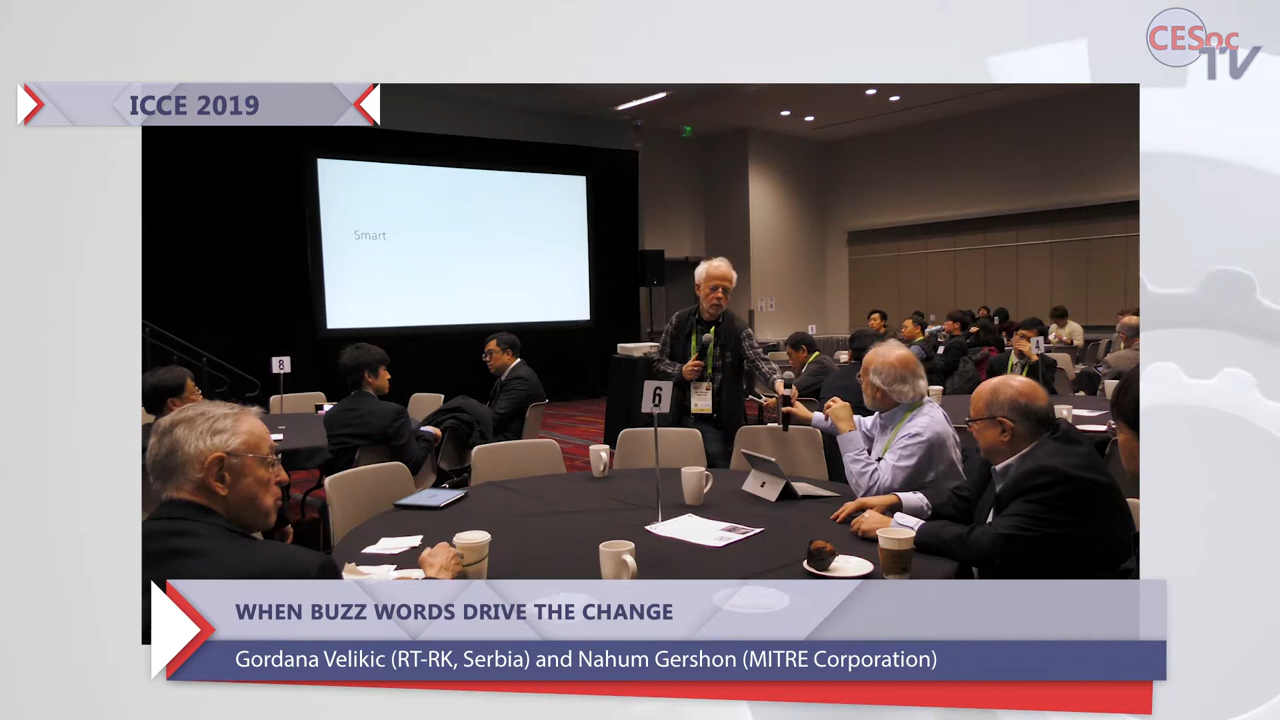 CESoc
TV
ICCE 2019
Smart
8
6
4
WHEN BUZZ WORDS DRIVE THE CHANGE
Gordana Velikic (RT-RK, Serbia) and Nahum Gershon (MITRE Corporation)